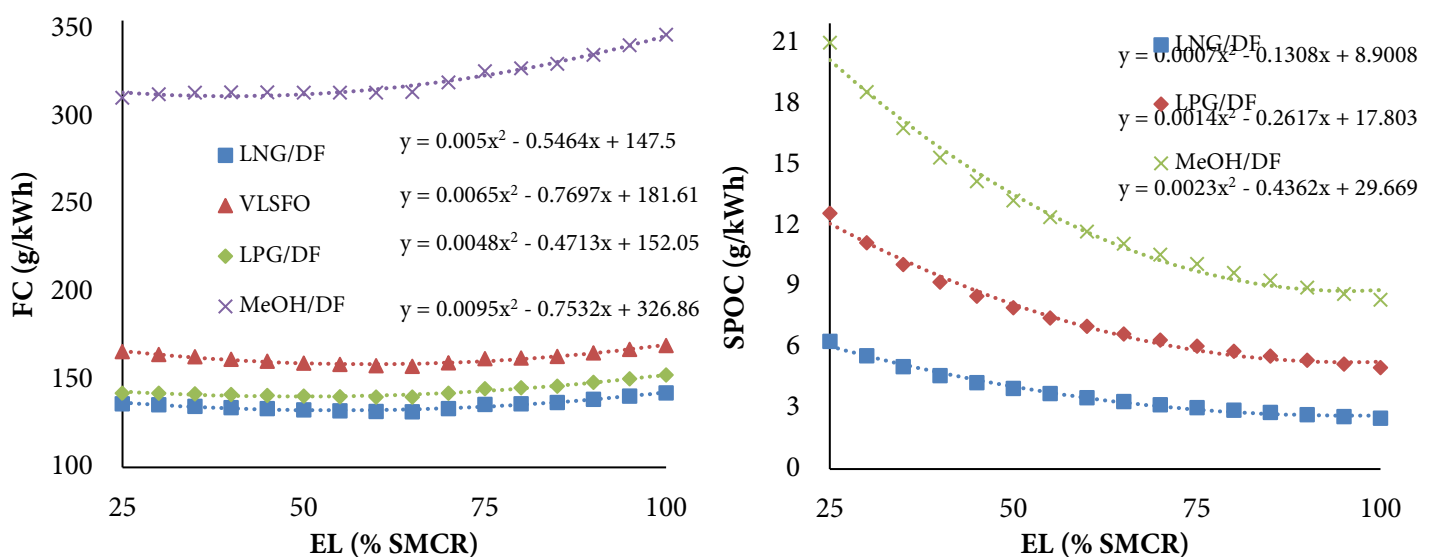 FC (g/kWh)
350
300
250
200
150
100
LNG/DF
VLSFO
LPG/DF
MeOH/DF
y = 0.005x² - 0.5464x + 147.5
y = 0.0065x² - 0.7697x + 181.61
y = 0.0048x² - 0.4713x + 152.05
y = 0.0095x² - 0.7532x + 326.86
25 50 75 100
EL (% SMCR)
SPOC (g/kWh)
21
18
15
12
9
6
3
0
LNG/DF
y = 0.0007x² - 0.1308x + 8.9008
LPG/DF
y = 0.0014x² - 0.2617x + 17.803
MeOH/DF
y = 0.0023x² - 0.4362x + 29.669
25 50 75 100
EL (% SMCR)